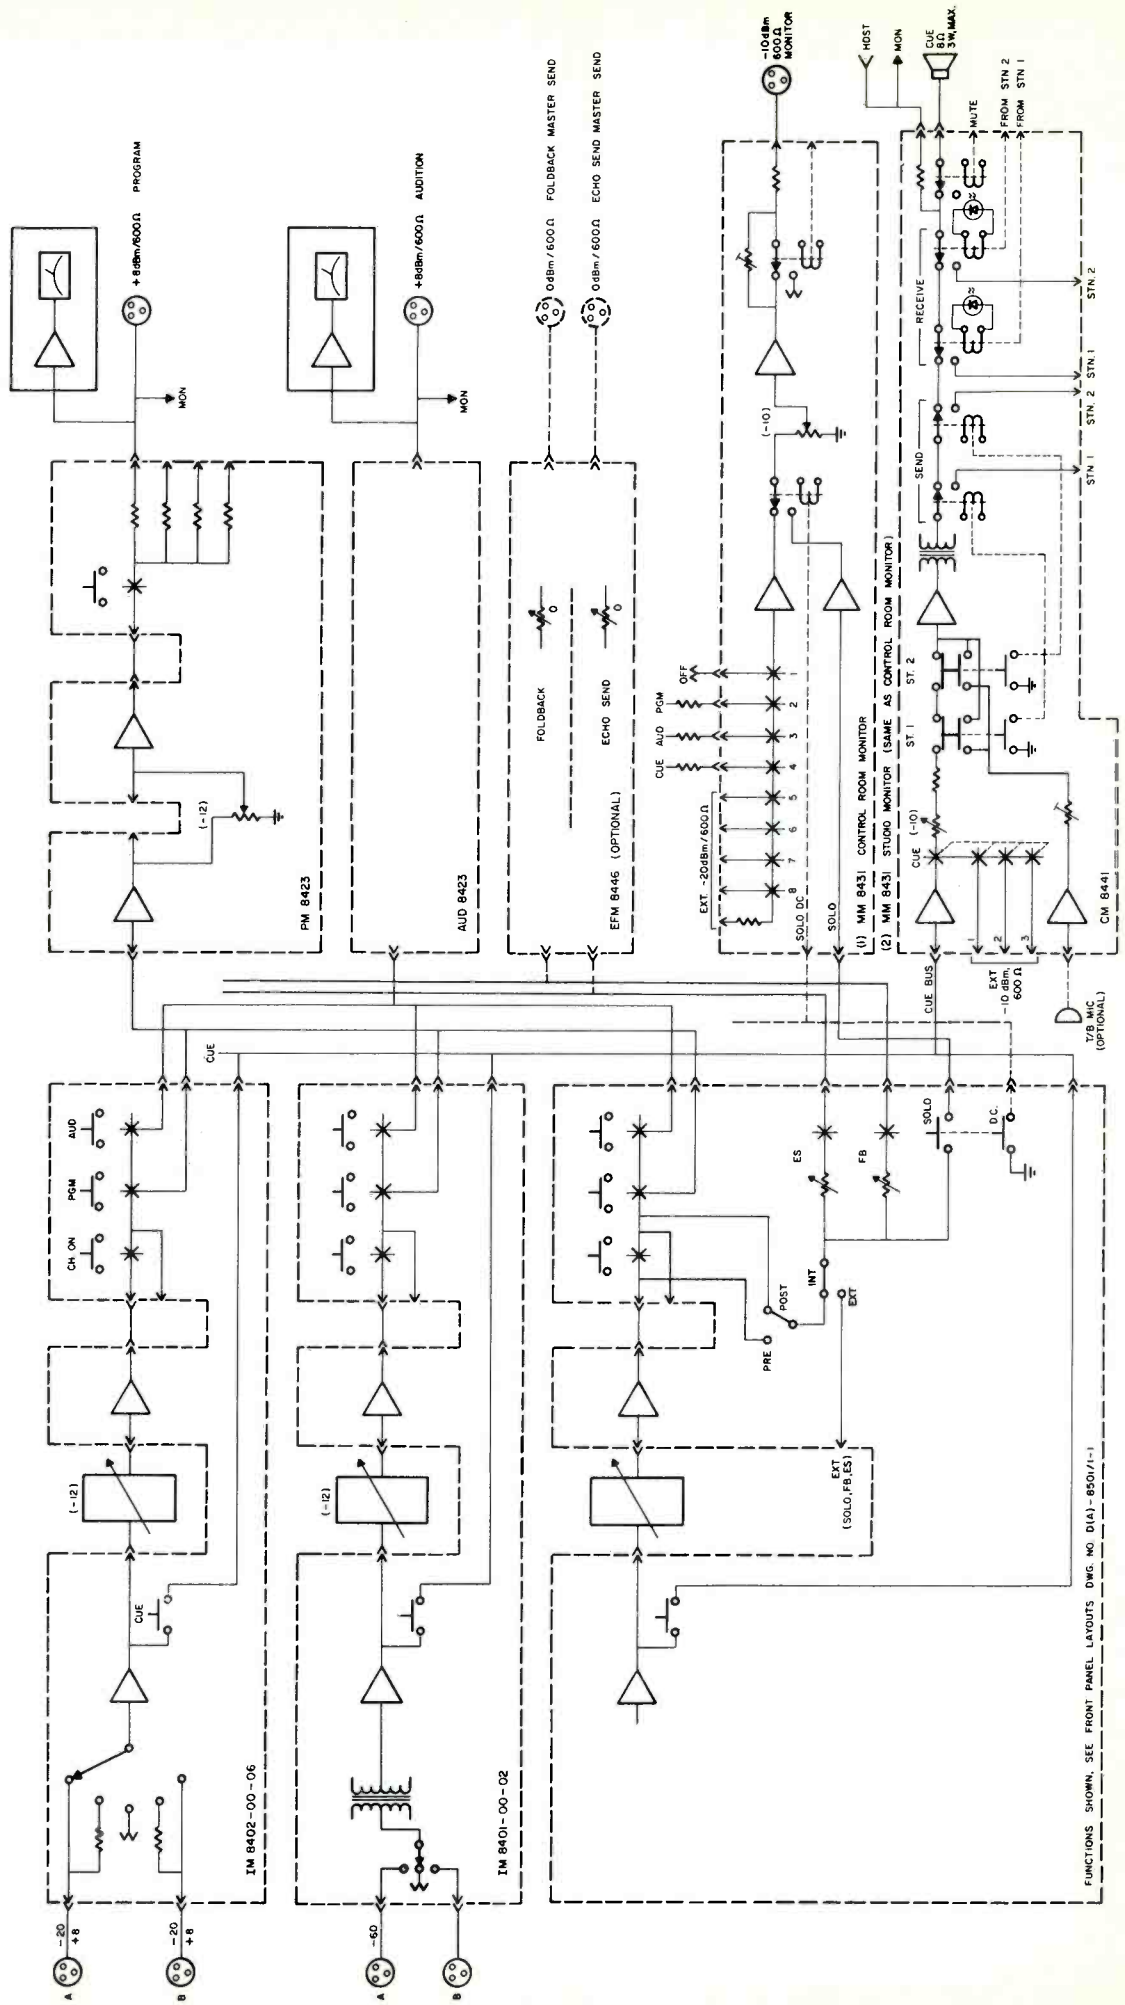 A
-20
+8
-20
+8
B
CUE
(-12)
CH ON
PGM
AUD
IM 8402-00-06
CUE
(-12)
PM 8423
MON
+8dBm/600Ω PROGRAM
A
-60
B
(-12)
IM 8401-00-02
AUD 8423
MON
+8dBm/600Ω AUDITION
FOLDBACK
0
ECHO SEND
0
EFM 8446 (OPTIONAL)
0dBm/600Ω FOLDBACK MASTER SEND
0dBm/600Ω ECHO SEND MASTER SEND
PRE
POST
INT
EXT
ES
FB
SOLO
D.C.
EXT
(SOLO,FB,ES)
FUNCTIONS SHOWN, SEE FRONT PANEL LAYOUTS DWG. NO. D(A)-8501/1-1
CUE
AUD
PGM
OFF
EXT. -20dBm/600Ω
8
7
6
5
4
3
2
1
(-10)
SOLO DC
SOLO
(1) MM 8431 CONTROL ROOM MONITOR
(2) MM 8431 STUDIO MONITOR (SAME AS CONTROL ROOM MONITOR)
-10dBm
600Ω
MONITOR
CUE BUS
CUE
(-10)
ST. 1
ST. 2
SEND
RECEIVE
HDST
MON
CUE
8Ω
3W,MAX.
MUTE
FROM STN 2
FROM STN 1
1
2
3
EXT
-10 dBm,
600Ω
T/B MIC
(OPTIONAL)
CM 8441
STN 1
STN. 2
STN. 1
STN. 2